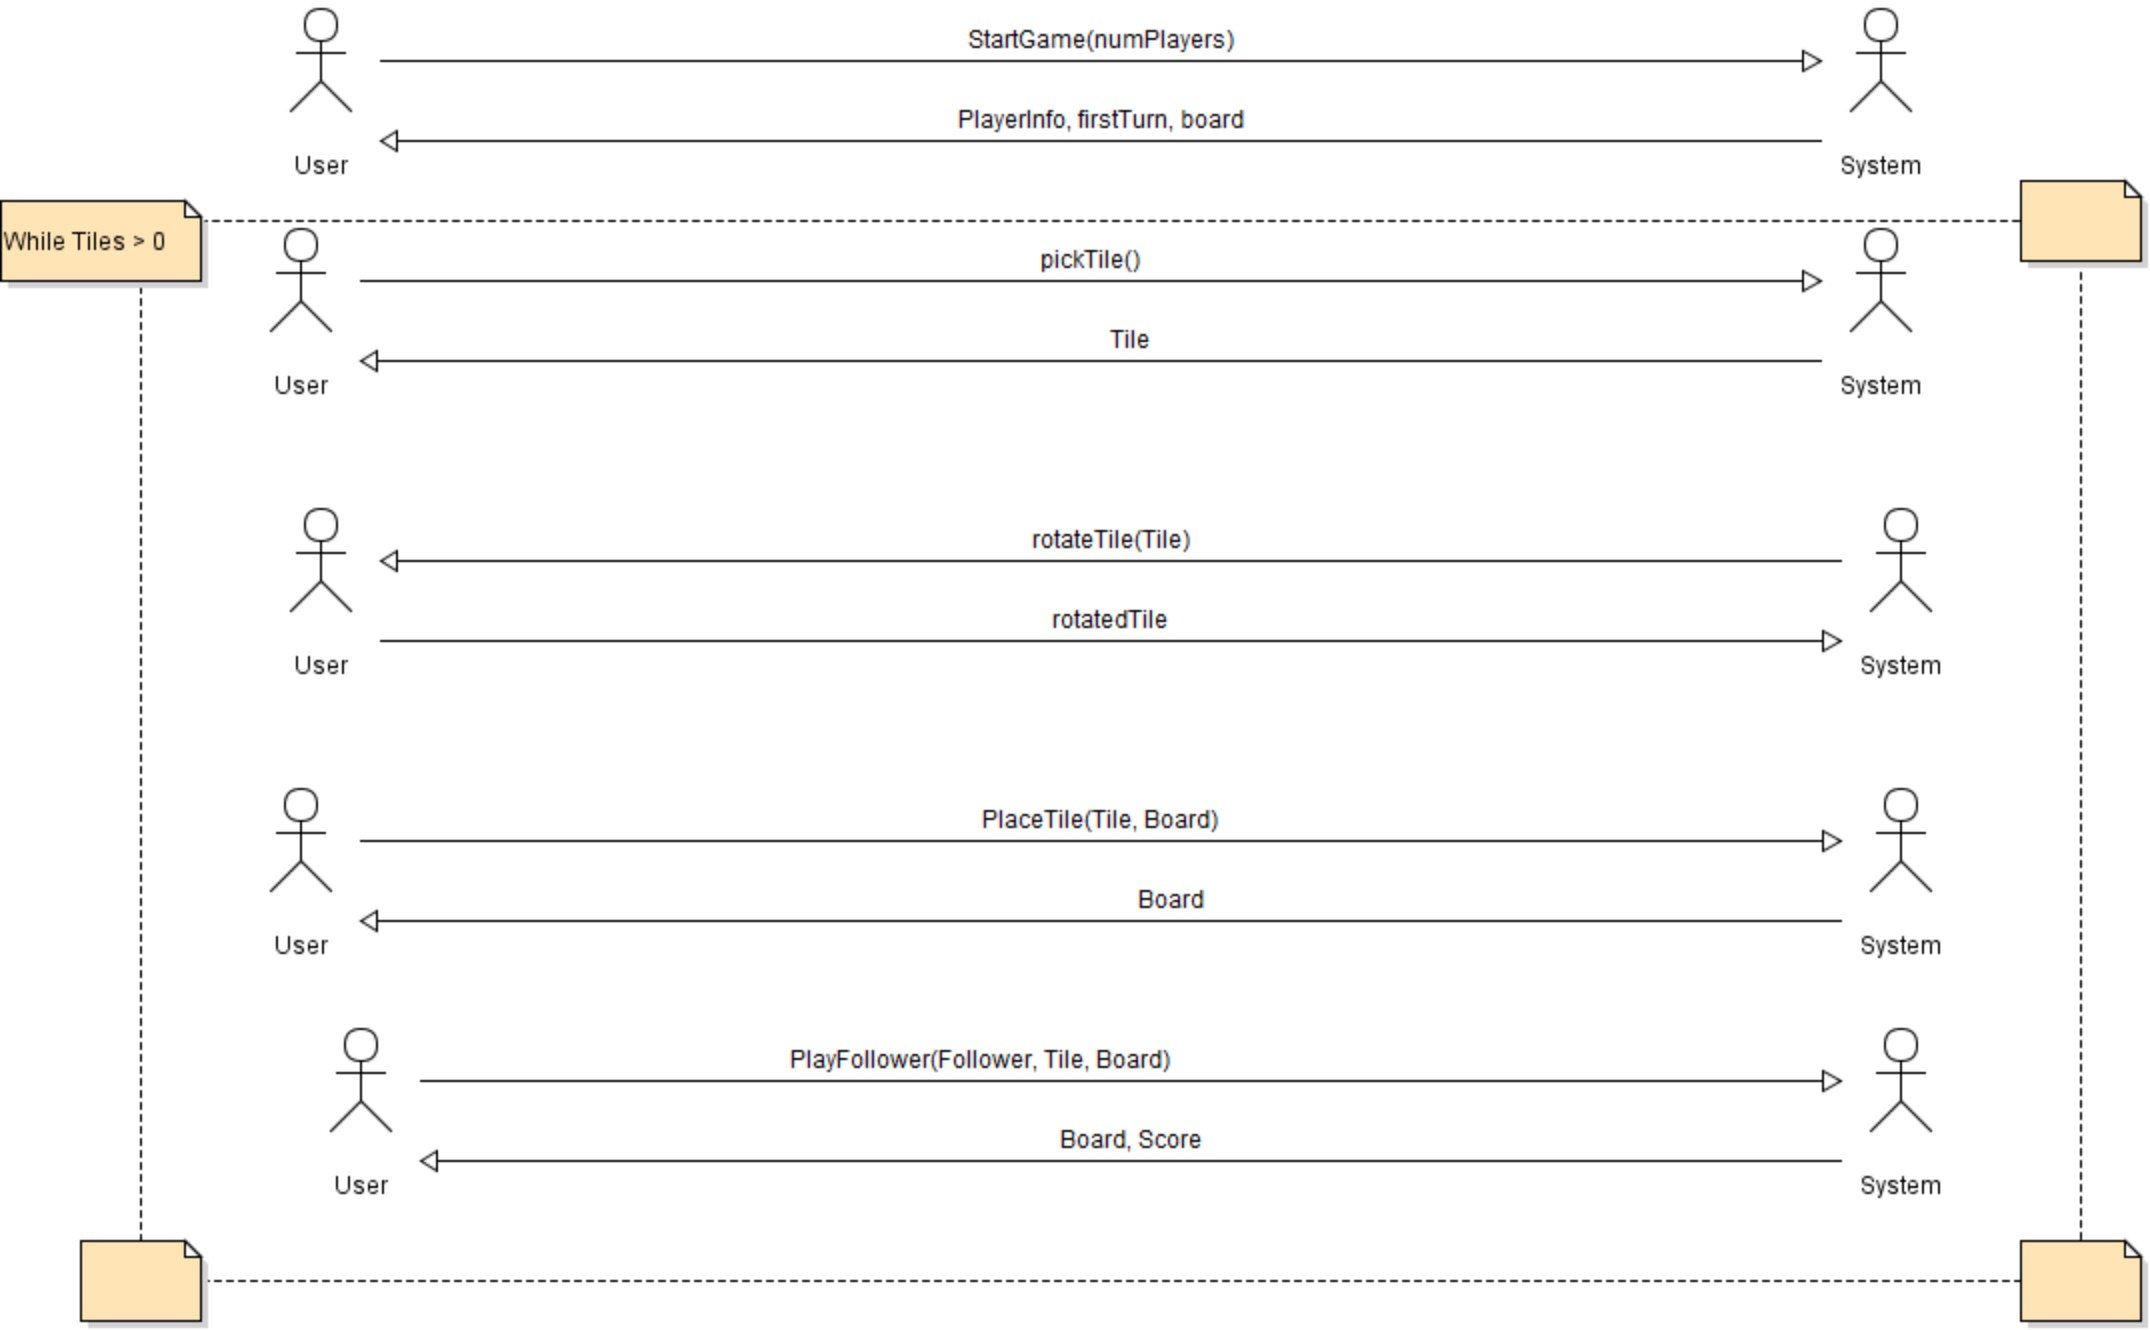 StartGame(numPlayers)
PlayerInfo, firstTurn, board
User
System
While Tiles > 0
pickTile()
Tile
User
System
rotateTile(Tile)
rotatedTile
User
System
PlaceTile(Tile, Board)
Board
User
System
PlayFollower(Follower, Tile, Board)
Board, Score
User
System